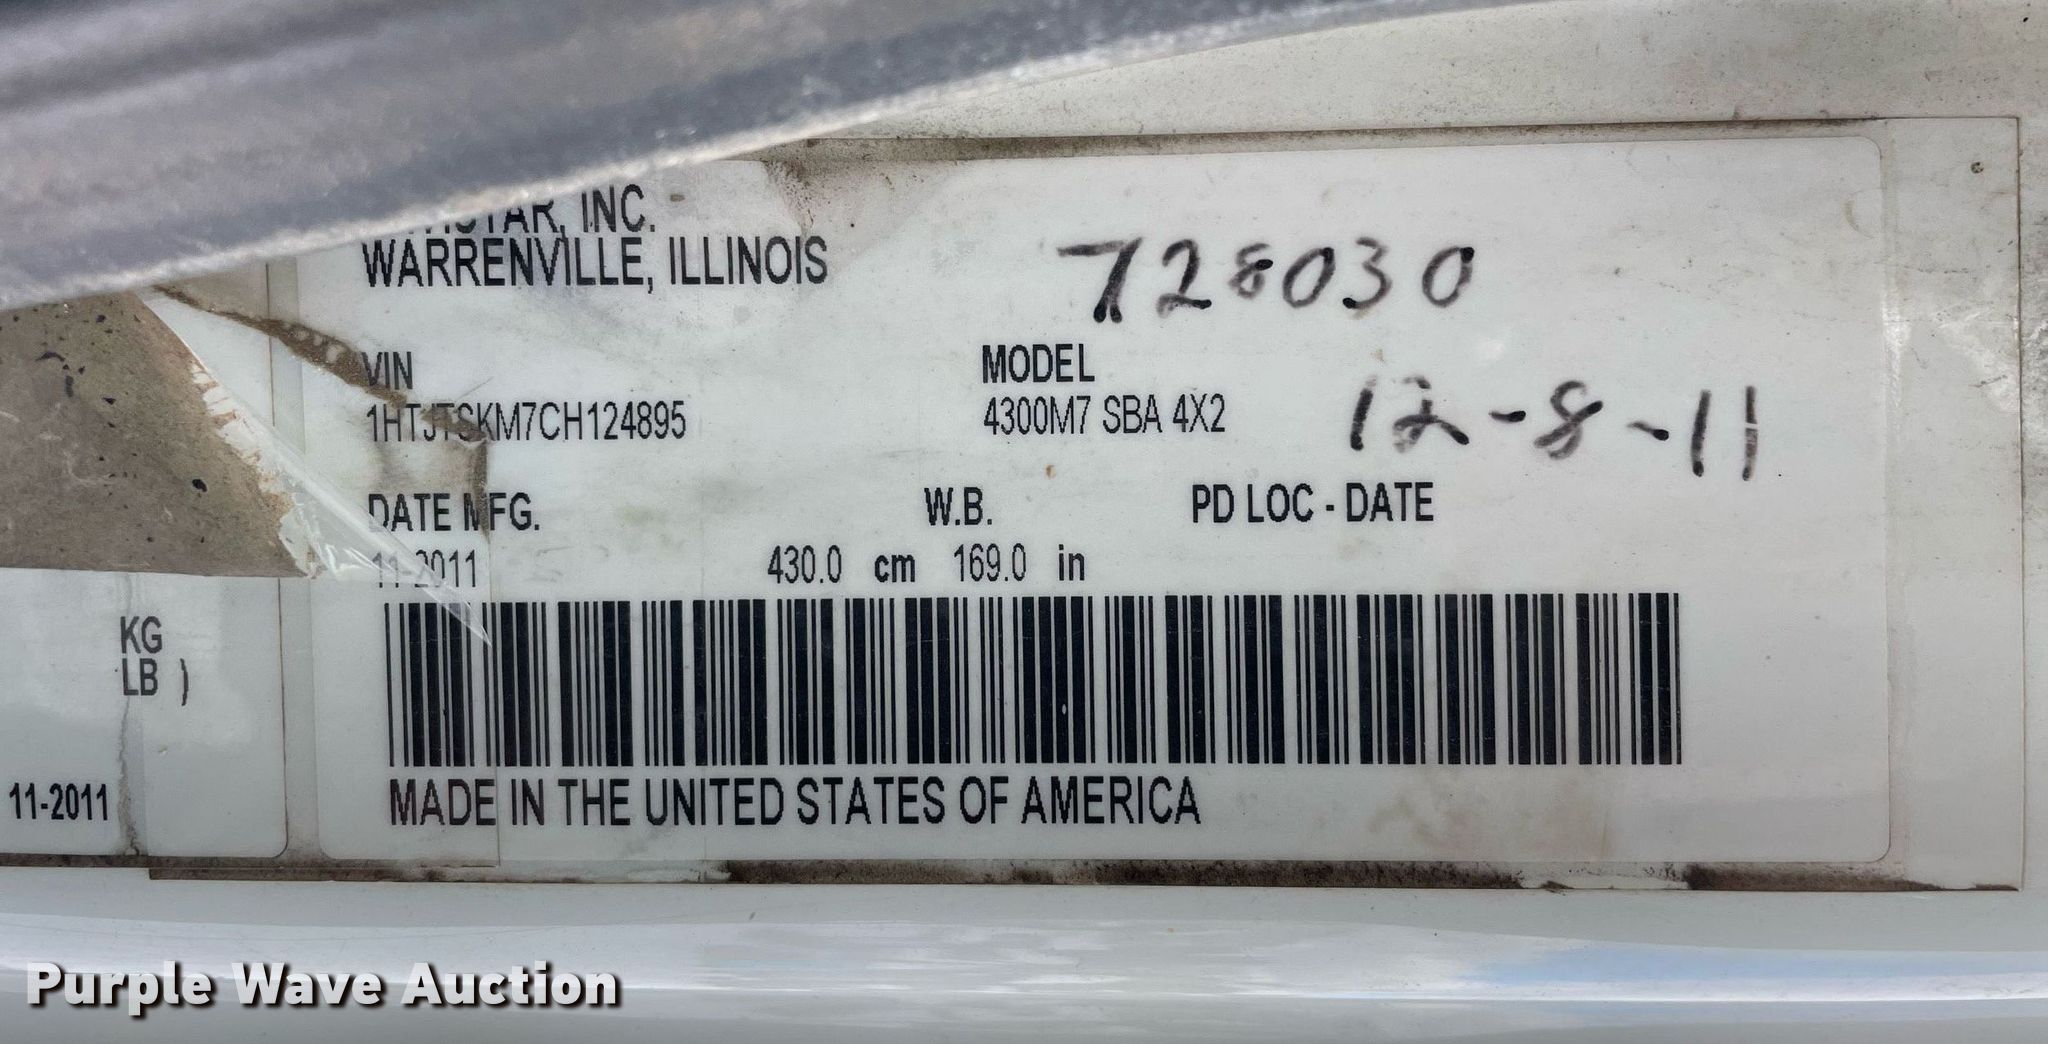 INC.
WARRENVILLE, ILLINOIS
728030
VIN
MODEL
1HTJTSKM7CH124895
4300M7 SBA 4X2
12-8-11
DATE MFG.
W.B.
PD LOC - DATE
11-2011
430.0 cm 169.0 in
KG
LB )
11-2011
MADE IN THE UNITED STATES OF AMERICA
Purple Wave Auction